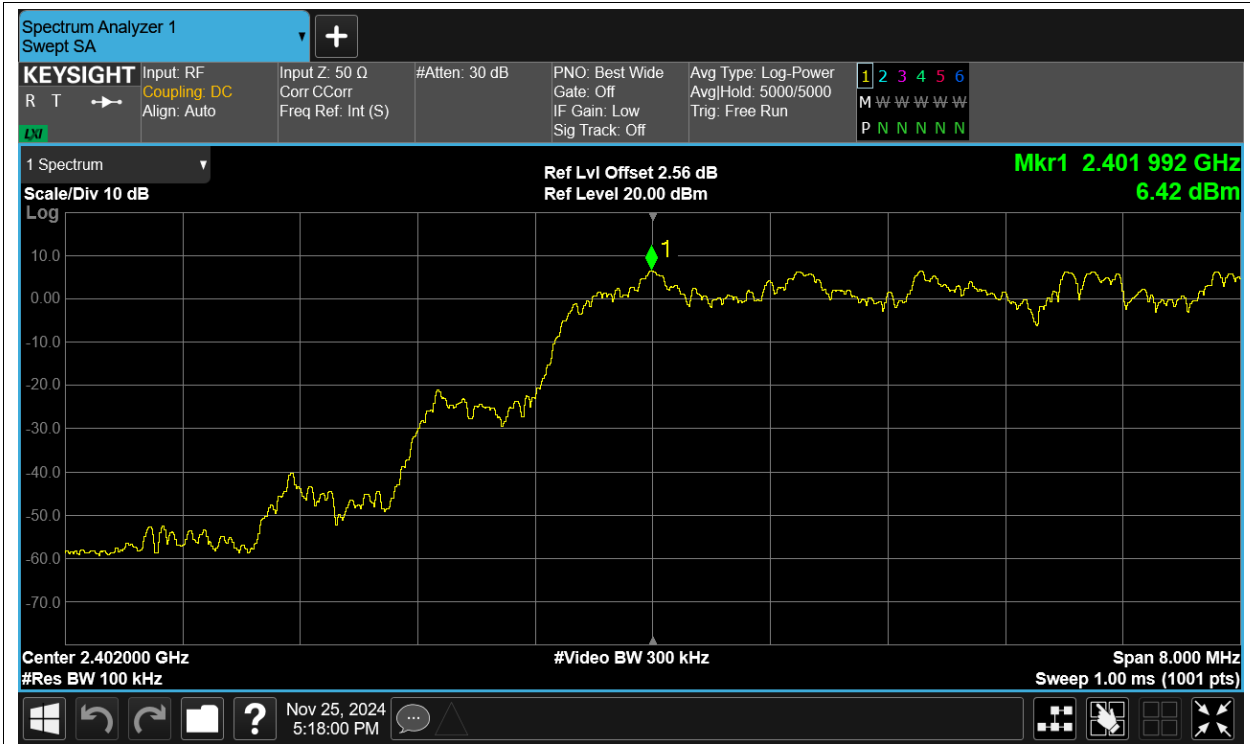 Spectrum Analyzer 1
Swept SA
+
KEYSIGHT
R T
LXI
Input: RF
Coupling: DC
Align: Auto
Input Z: 50 Ω
Corr CCorr
Freq Ref: Int (S)
#Atten: 30 dB
PNO: Best Wide
Gate: Off
IF Gain: Low
Sig Track: Off
Avg Type: Log-Power
Avg|Hold: 5000/5000
Trig: Free Run
1 2 3 4 5 6
M W W W W W
P N N N N N
1 Spectrum
Scale/Div 10 dB
Log
Ref Lvl Offset 2.56 dB
Ref Level 20.00 dBm
Mkr1 2.401 992 GHz
6.42 dBm
1
10.0
0.00
-10.0
-20.0
-30.0
-40.0
-50.0
-60.0
-70.0
Center 2.402000 GHz
#Video BW 300 kHz
Span 8.000 MHz
#Res BW 100 kHz
Sweep 1.00 ms (1001 pts)
?
Nov 25, 2024
5:18:00 PM